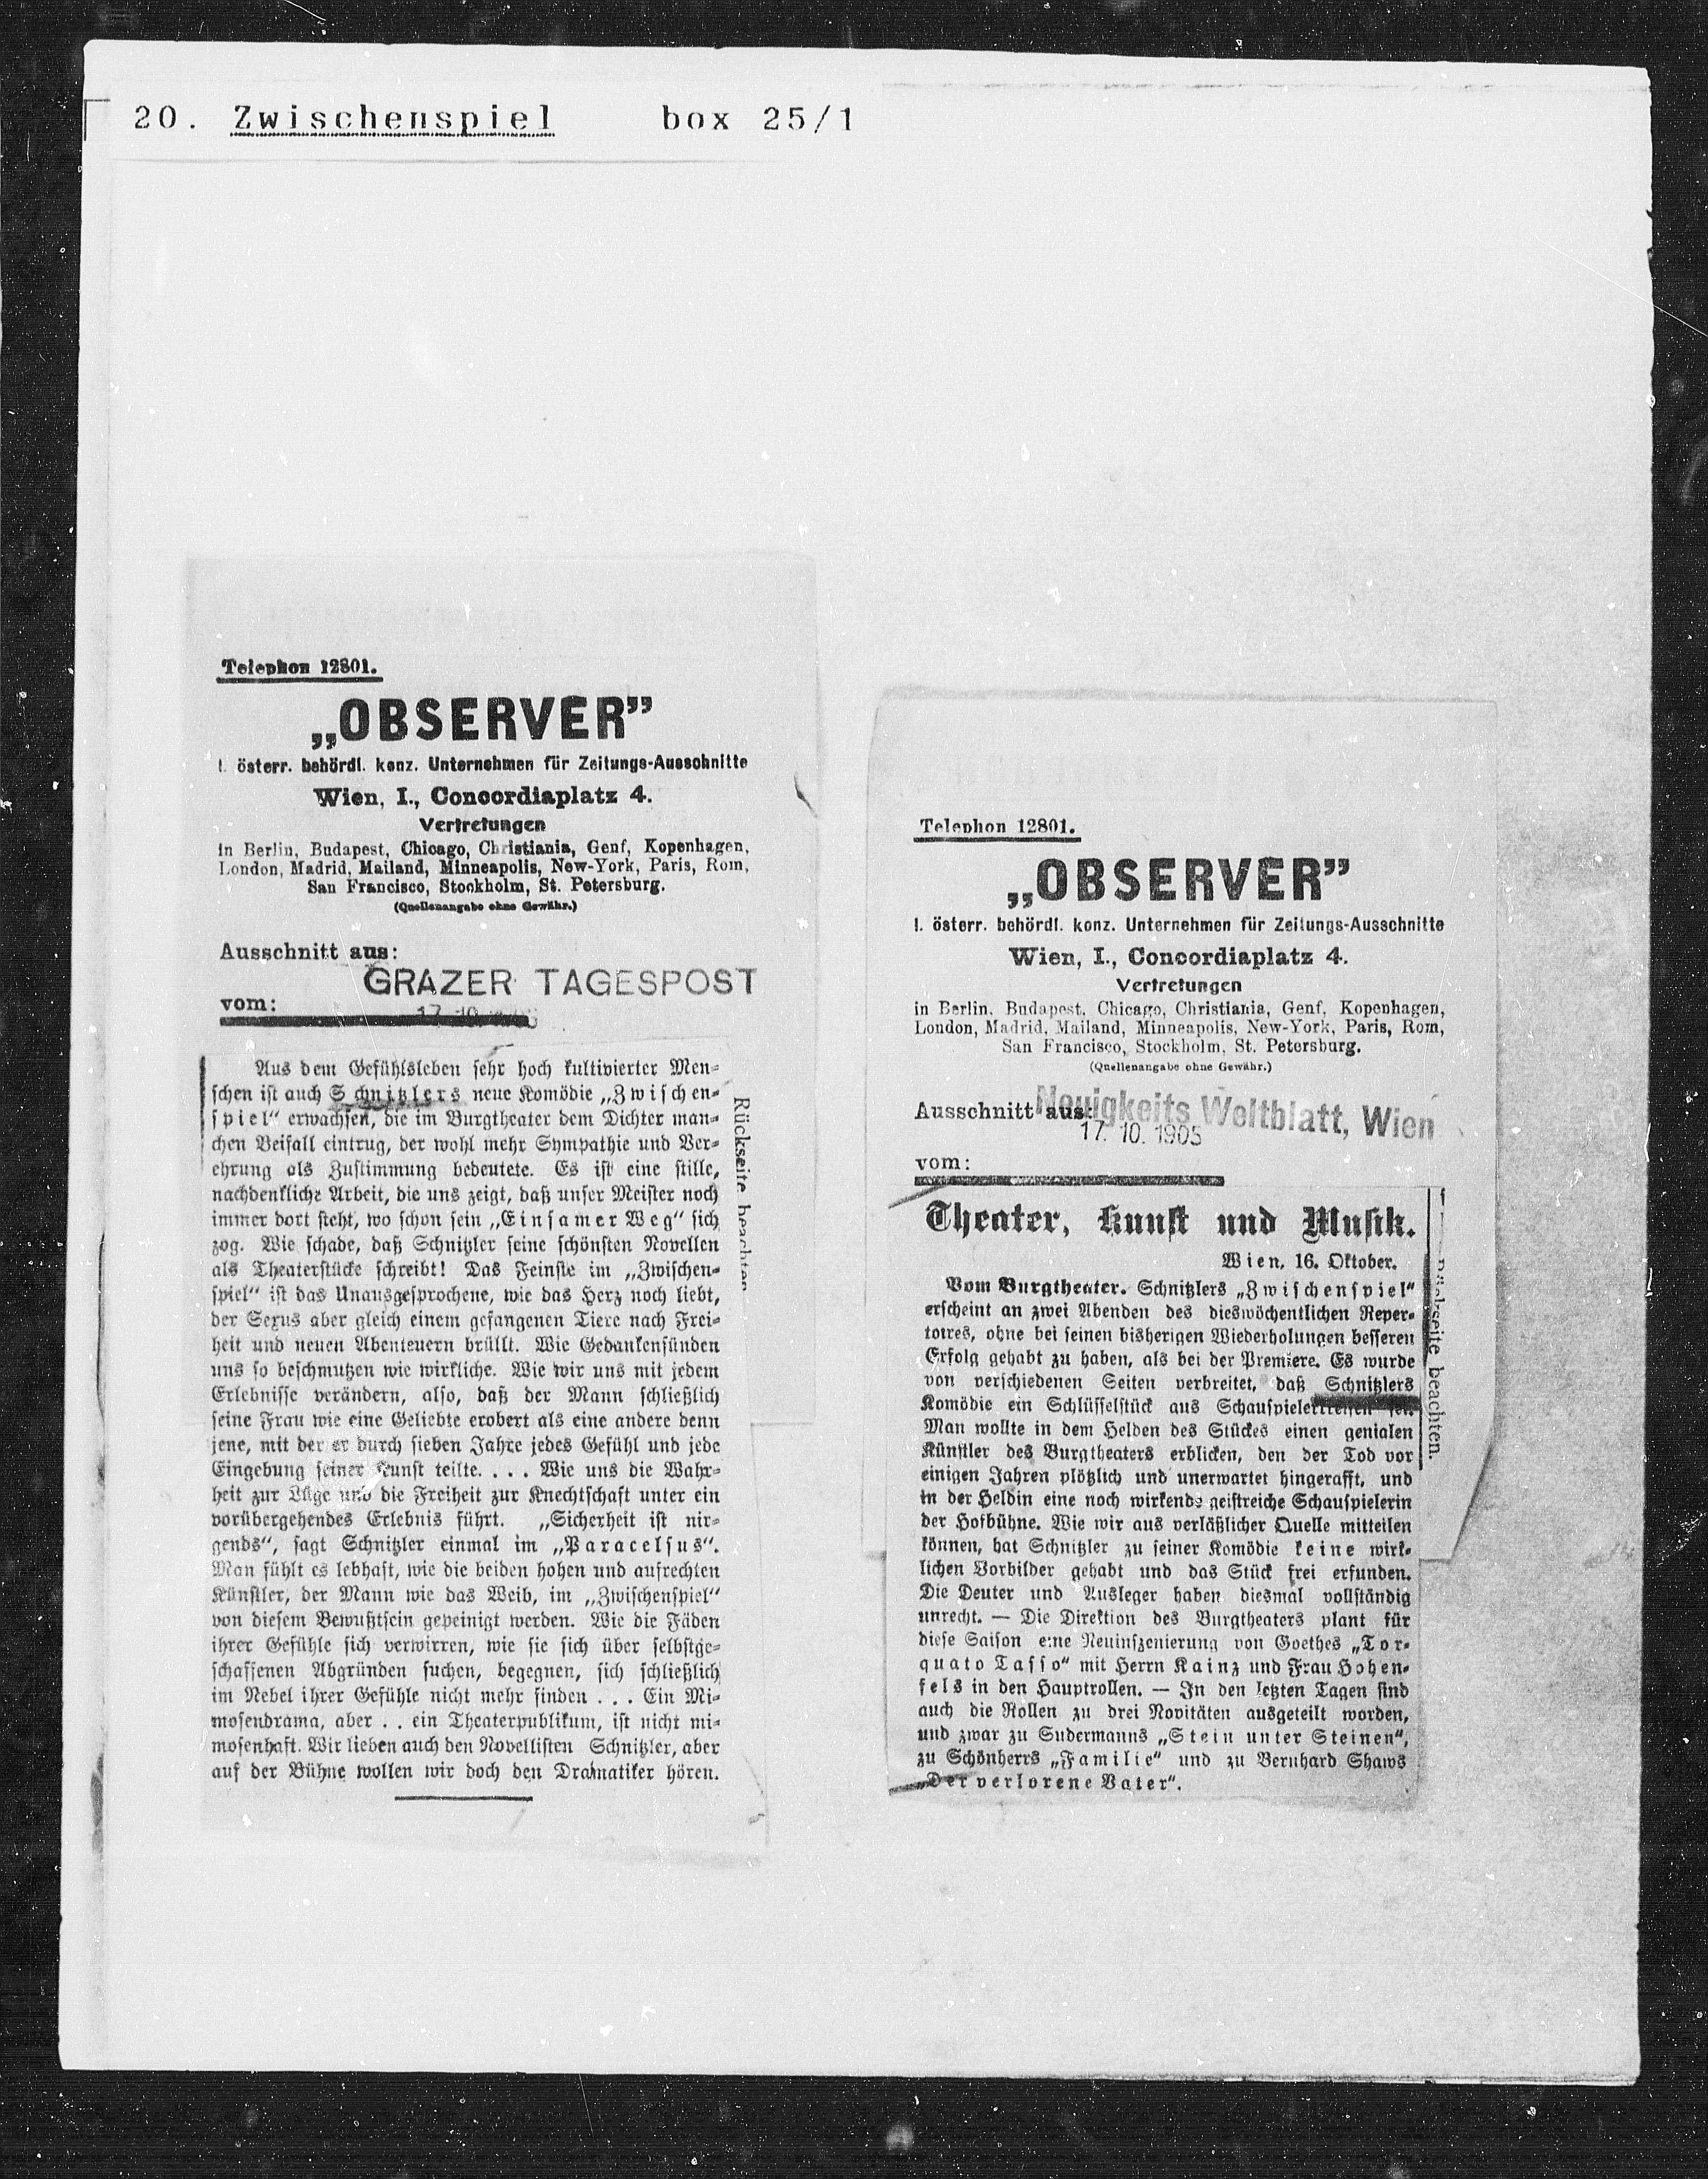 20. Zwischenspiel box 25/1
Telephon 12801.
„OBSERVER”
I. österr. behördl. konz. Unternehmen für Zeitungs-Ausschnitte
Wien, I., Concordiaplatz 4.
Vertretungen
in Berlin, Budapest, Chicago, Christiania, Genf, Kopenhagen,
London, Madrid, Mailand, Minneapolis, New-York, Paris, Rom,
San Francisco, Stockholm, St. Petersburg.
(Quellenangabe ohne Gewähr.)
Ausschnitt aus:
GRAZER TAGESPOST
vom:
17. 10.
Aus dem Gefühlsleben sehr hoch kultivierter Men-
schen ist auch Schnitzlers neue Komödie „Zwischen-
spiel“ erwachsen, die im Burgtheater dem Dichter man-
chen Beifall eintrug, der wohl mehr Sympathie und Ver-
ehrung als Zustimmung bedeutete. Es ist eine stille,
nachdenkliche Arbeit, die uns zeigt, daß unser Meister noch
immer dort steht, wo schon sein „Einsamer Weg“ sich
zog. Wie schade, daß Schnitzler seine schönsten Novellen
als Theaterstücke schreibt! Das Feinste im „Zwischen-
spiel“ ist das Unausgesprochene, wie das Herz noch liebt,
der Sexus aber gleich einem gefangenen Tiere nach Frei-
heit und neuen Abenteuern brüllt. Wie Gedankensünden
uns so beschmutzen wie wirkliche. Wie wir uns mit jedem
Erlebnisse verändern, also, daß der Mann schließlich
seine Frau wie eine Geliebte erobert als eine andere denn
jene, mit der er durch sieben Jahre jedes Gefühl und jede
Eingebung seiner Kunst teilte. . . . Wie uns die Wahr-
heit zur Lüge und die Freiheit zur Knechtschaft unter ein
vorübergehendes Erlebnis führt. „Sicherheit ist nir-
gends“, sagt Schnitzler einmal im „Paracelsus“.
Man fühlt es lebhaft, wie die beiden hohen und aufrechten
Künstler, der Mann wie das Weib, im „Zwischenspiel“
von diesem Bewußtsein gepeinigt werden. Wie die Fäden
ihrer Gefühle sich verwirren, wie sie sich über selbstge-
schaffenen Abgründen suchen, begegnen, sich schließlich
im Nebel ihrer Gefühle nicht mehr finden . . . Ein Mi-
mosendrama, aber . . ein Theaterpublikum, ist nicht mi-
mosenhaft. Wir lieben auch den Novellisten Schnitzler, aber
auf der Bühne wollen wir doch den Dramatiker hören.
Rückseite beachten
Telephon 12801.
„OBSERVER”
I. österr. behördl. konz. Unternehmen für Zeitungs-Ausschnitte
Wien, I., Concordiaplatz 4.
Vertretungen
in Berlin, Budapest, Chicago, Christiania, Genf, Kopenhagen,
London, Madrid, Mailand, Minneapolis, New-York, Paris, Rom,
San Francisco, Stockholm, St. Petersburg.
(Quellenangabe ohne Gewähr.)
Ausschnitt aus: Neuigkeits Weltblatt, Wien
17. 10. 1905
vom:
Theater, Kunst und Musik.
Wien, 16. Oktober.
Vom Burgtheater. Schnitzlers „Zwischenspiel“
erscheint an zwei Abenden des dieswöchentlichen Reper-
toires, ohne bei seinen bisherigen Wiederholungen besseren
Erfolg gehabt zu haben, als bei der Premiere. Es wurde
von verschiedenen Seiten verbreitet, daß Schnitzlers
Komödie ein Schlüsselstück aus Schauspielerkreisen sei.
Man wollte in dem Helden des Stückes einen genialen
Künstler des Burgtheaters erblicken, den der Tod vor
einigen Jahren plötzlich und unerwartet hingerafft, und
in der Heldin eine noch wirkende geistreiche Schauspielerin
der Hofbühne. Wie wir aus verläßlicher Quelle mitteilen
können, hat Schnitzler zu seiner Komödie keine wirk-
lichen Vorbilder gehabt und das Stück frei erfunden.
Die Deuter und Ausleger haben diesmal vollständig
unrecht. — Die Direktion des Burgtheaters plant für
diese Saison eine Neuinszenierung von Goethes „Tor-
quato Tasso“ mit Herrn Kainz und Frau Hohen-
fels in den Hauptrollen. — In den letzten Tagen sind
auch die Rollen zu drei Novitäten ausgeteilt worden,
und zwar zu Sudermanns „Stein unter Steinen“,
zu Schönherrs „Familie“ und zu Bernhard Shaws
„Der verlorene Vater“.
Rückseite beachten.